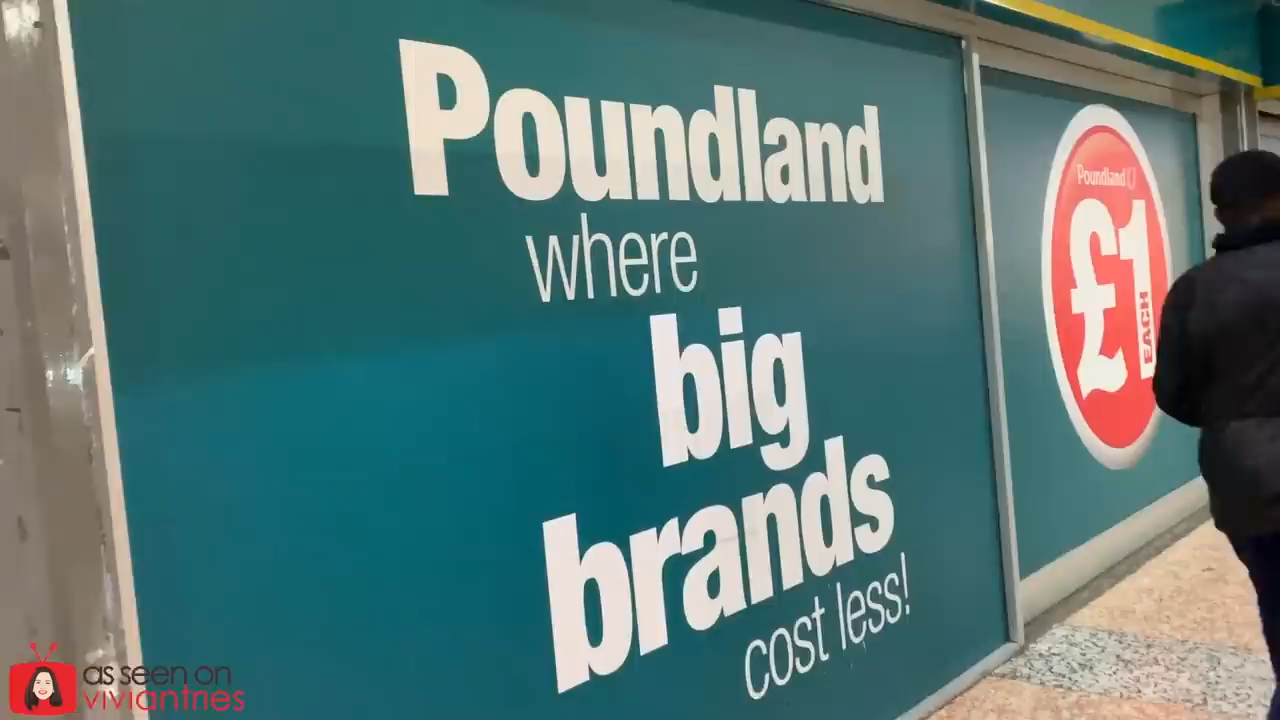 Poundland
where
big
brands
cost less!
Poundland
£1
EACH
as seen on
viviantries